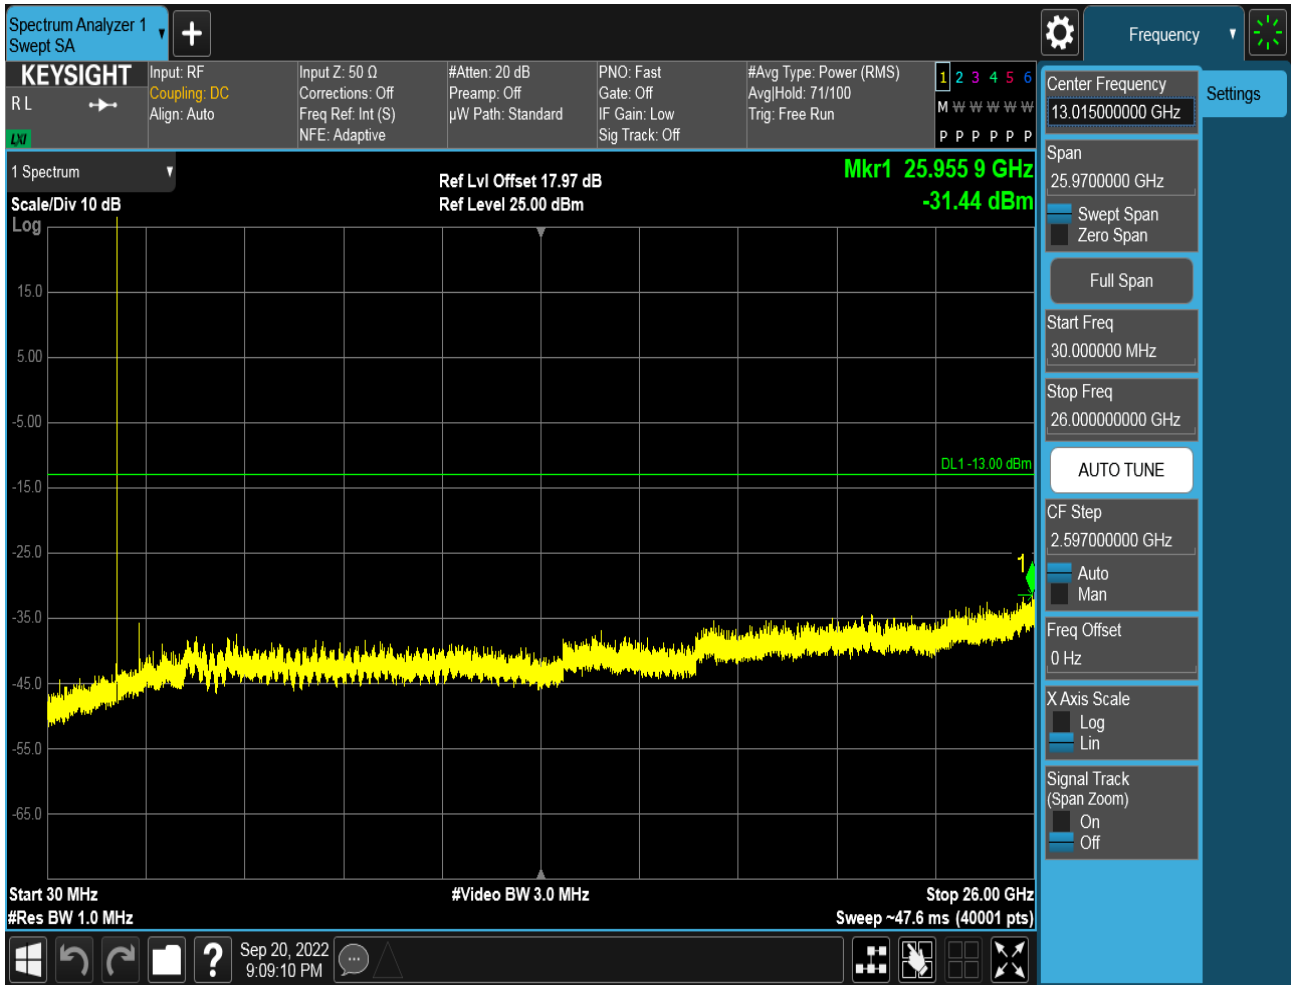 Spectrum Analyzer 1
Swept SA
Frequency
KEYSIGHT
R L
LXI
Input: RF
Coupling: DC
Align: Auto
Input Z: 50 Ω
Corrections: Off
Freq Ref: Int (S)
NFE: Adaptive
#Atten: 20 dB
Preamp: Off
µW Path: Standard
PNO: Fast
Gate: Off
IF Gain: Low
Sig Track: Off
#Avg Type: Power (RMS)
Avg|Hold: 71/100
Trig: Free Run
1 2 3 4 5 6
M W W W W W
P P P P P P
1 Spectrum
Scale/Div 10 dB
Log
Ref Lvl Offset 17.97 dB
Ref Level 25.00 dBm
Mkr1 25.955 9 GHz
-31.44 dBm
15.0
5.00
-5.00
-15.0
-25.0
-35.0
-45.0
-55.0
-65.0
DL1 -13.00 dBm
1
Start 30 MHz
#Res BW 1.0 MHz
#Video BW 3.0 MHz
Stop 26.00 GHz
Sweep ~47.6 ms (40001 pts)
Center Frequency
13.015000000 GHz
Settings
Span
25.9700000 GHz
Swept Span
Zero Span
Full Span
Start Freq
30.000000 MHz
Stop Freq
26.000000000 GHz
AUTO TUNE
CF Step
2.597000000 GHz
Auto
Man
Freq Offset
0 Hz
X Axis Scale
Log
Lin
Signal Track
(Span Zoom)
On
Off
?
Sep 20, 2022
9:09:10 PM